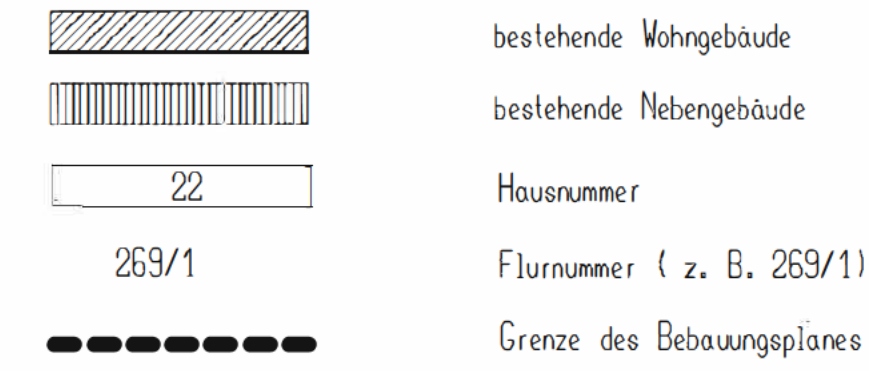 bestehende Wohngebäude
bestehende Nebengebäude
22 Hausnummer
269/1 Flurnummer ( z. B. 269/1)
Grenze des Bebauungsplanes